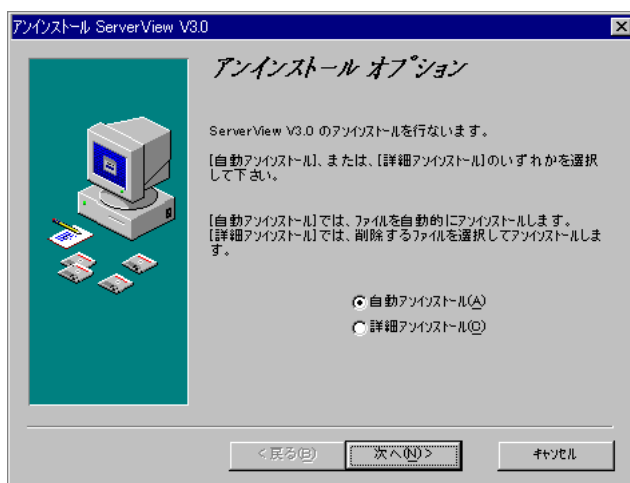 アンインストール ServerView V3.0
アンインストール オプション
ServerView V3.0 のアンインストールを行ないます。
[自動アンインストール]、または、[詳細アンインストール]のいずれかを選択
して下さい。
[自動アンインストール]では、ファイルを自動的にアンインストールします。
[詳細アンインストール]では、削除するファイルを選択してアンインストールしま
す。
自動アンインストール(A)
詳細アンインストール(C)
<戻る(B)
次へ(N)>
キャンセル